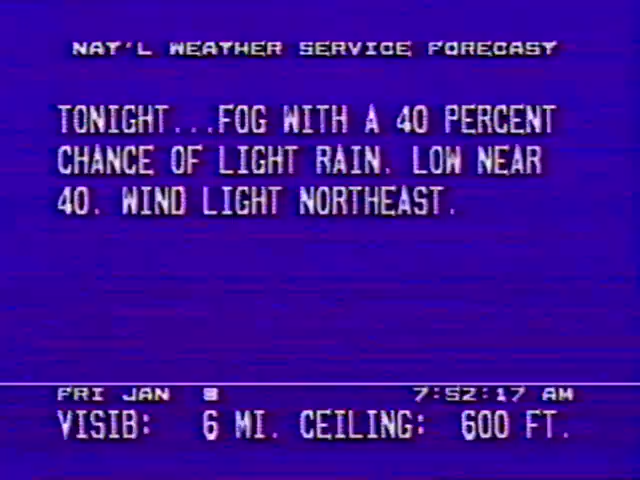 NAT'L WEATHER SERVICE FORECAST
TONIGHT...FOG WITH A 40 PERCENT
CHANCE OF LIGHT RAIN. LOW NEAR
40. WIND LIGHT NORTHEAST.
FRI JAN 8 7:52:17 AM
VISIB: 6 MI. CEILING: 600 FT.